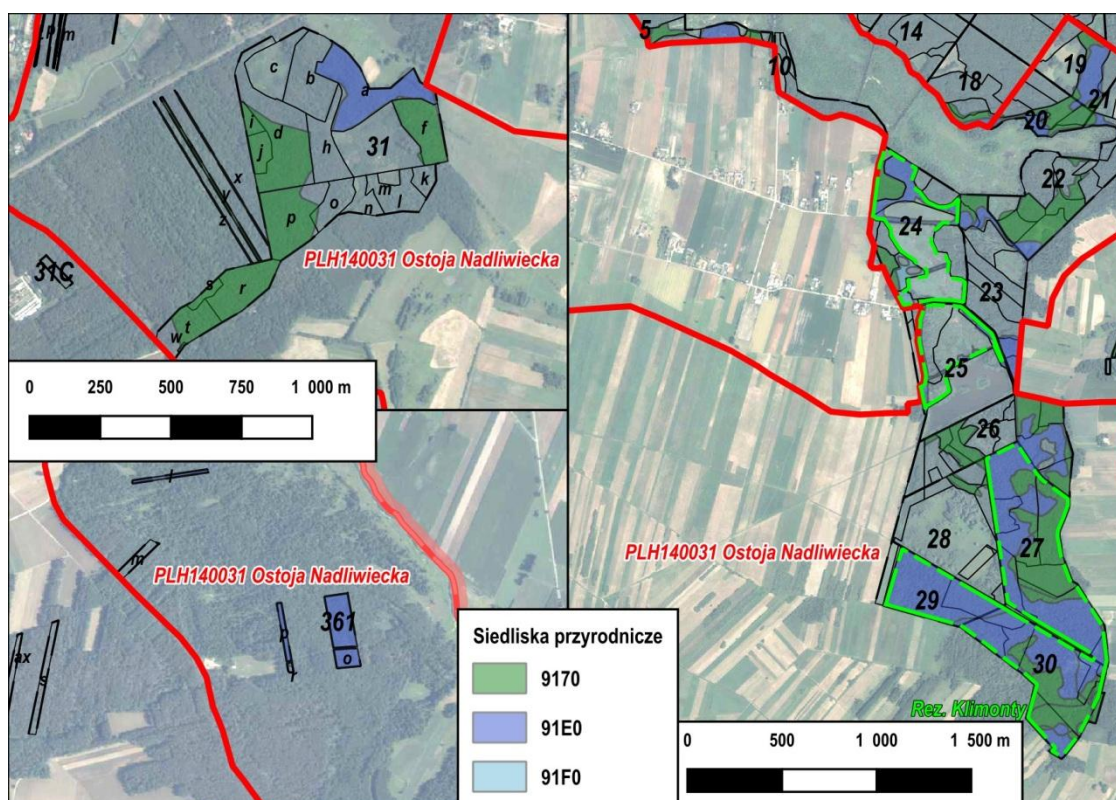 p
m
c
b
a
i
d
f
j
h
31
x
y
z
m
k
o
n
l
p
PLH140031 Ostoja Nadliwiecka
31C
s
r
t
w
0 250 500 750 1 000 m
m
PLH140031 Ostoja Nadliwiecka
361
p
o
ax
s
5
10
14
18
19
20
21
22
24
23
25
26
28
27
PLH140031 Ostoja Nadliwiecka
29
30
Rez. Klimonty
Siedliska przyrodnicze
9170
91E0
91F0
0 500 1 000 1 500 m